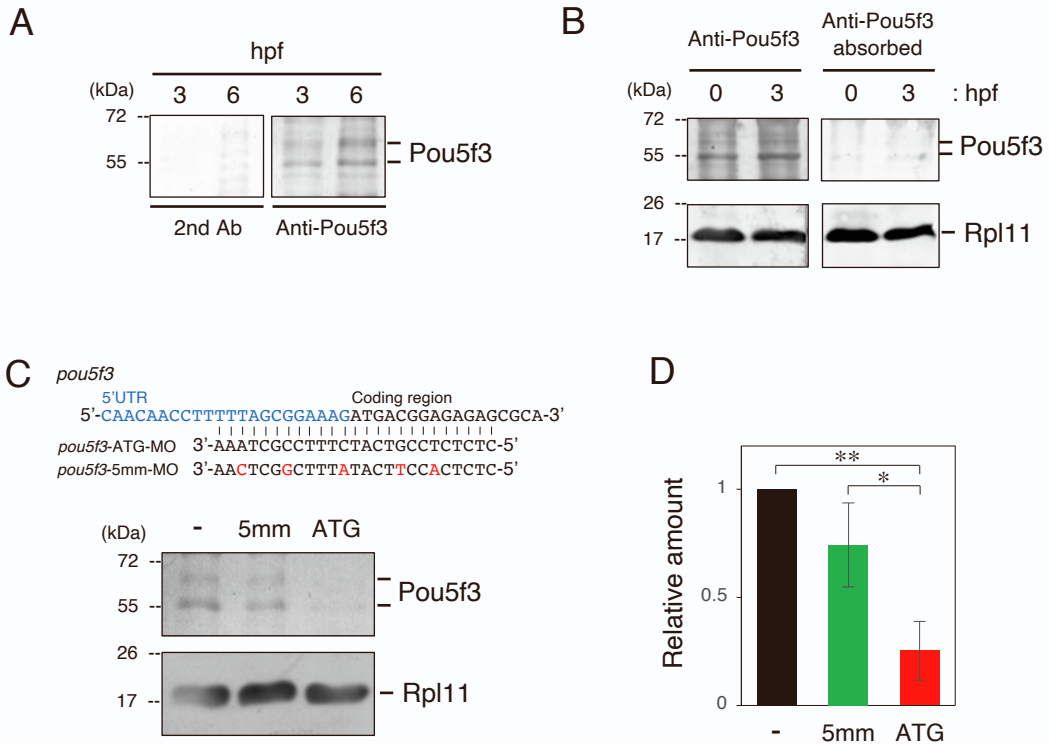 A
hpf
(kDa) 3 6 3 6
72 --
55 --
Pou5f3
2nd Ab Anti-Pou5f3
B
Anti-Pou5f3 Anti-Pou5f3 absorbed
(kDa) 0 3 0 3 : hpf
72 --
55 --
Pou5f3
26 --
17 --
Rpl11
C
pou5f3
5'UTR Coding region
5'-CAACAACCTTTTTAGCGGAAAGATGACGGAGAGAGCGCA-3'
pou5f3-ATG-MO 3'-AAATCGCCTTTCTACTGCCTCTCTC-5'
pou5f3-5mm-MO 3'-AACTCGGCTTTATACTTCCACTCTC-5'
(kDa) - 5mm ATG
72 --
55 --
Pou5f3
26 --
17 --
Rpl11
D
Relative amount
1
0.5
0
**
*
- 5mm ATG